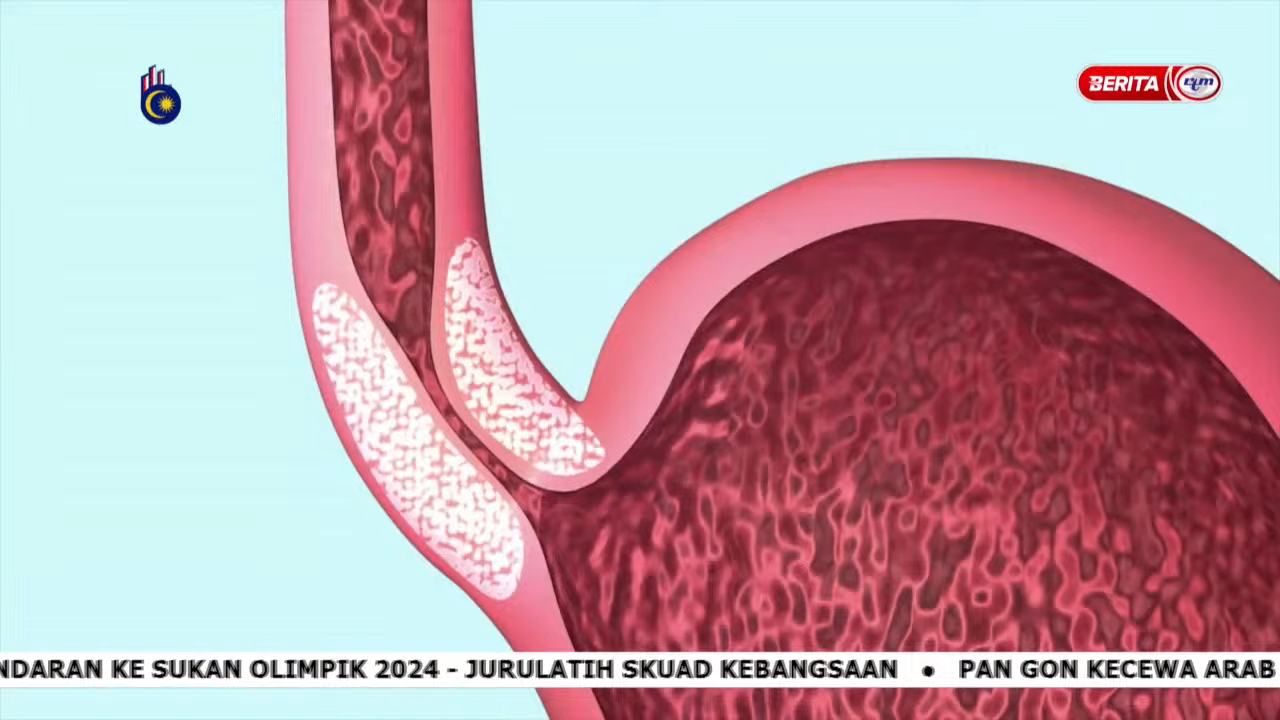 BERITA rtm
NDARAN KE SUKAN OLIMPIK 2024 - JURULATIH SKUAD KEBANGSAAN • PAN GON KECEWA ARAB